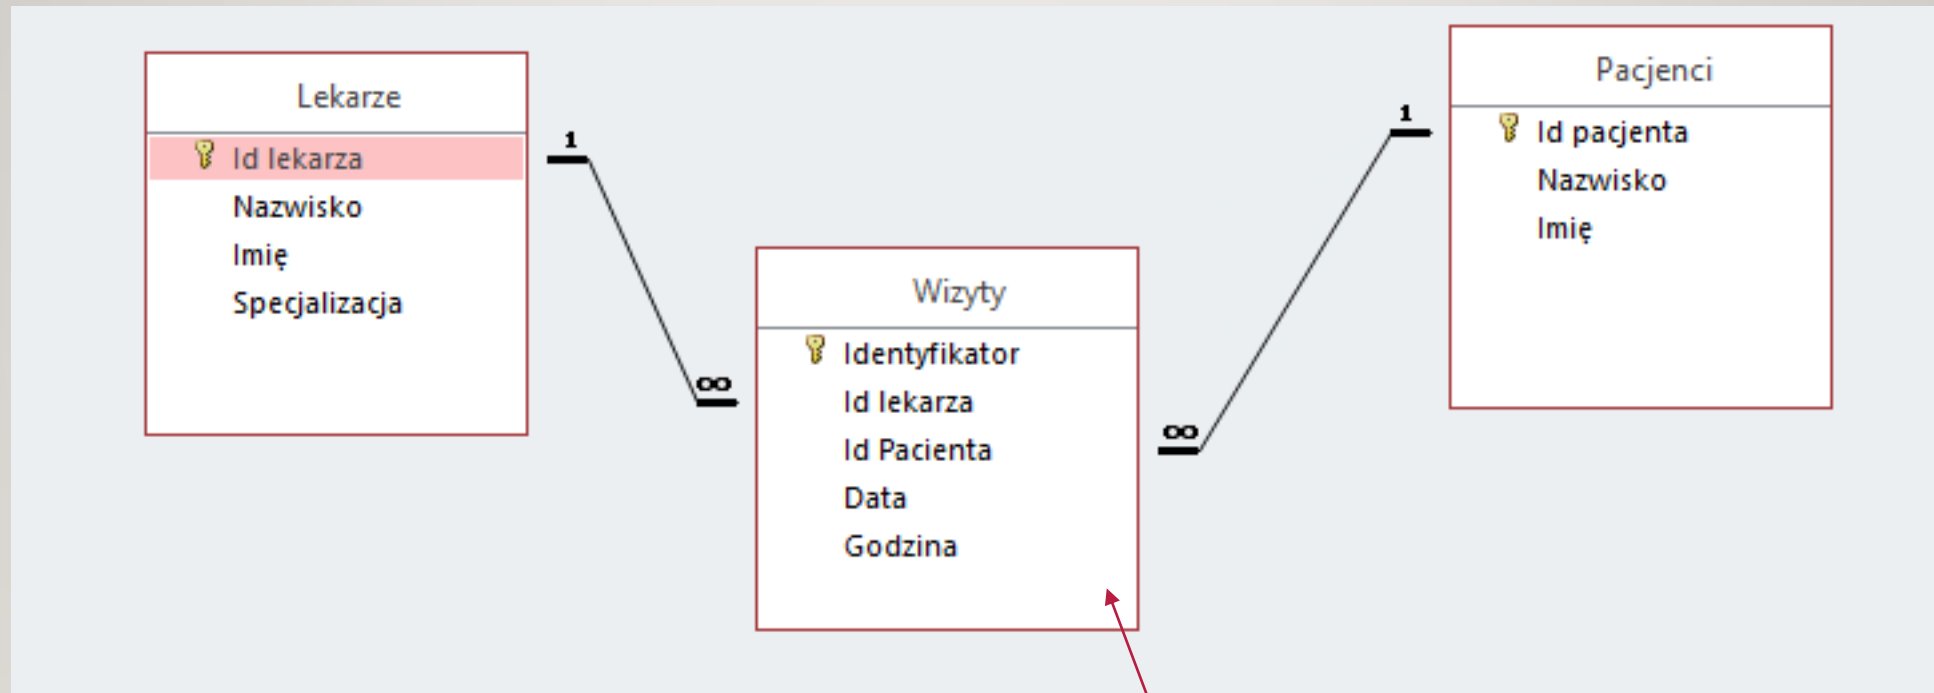 Lekarze
Id lekarza
Nazwisko
Imię
Specjalizacja
1
∞
Wizyty
Identyfikator
Id lekarza
Id Pacienta
Data
Godzina
∞
1
Pacjenci
Id pacjenta
Nazwisko
Imię